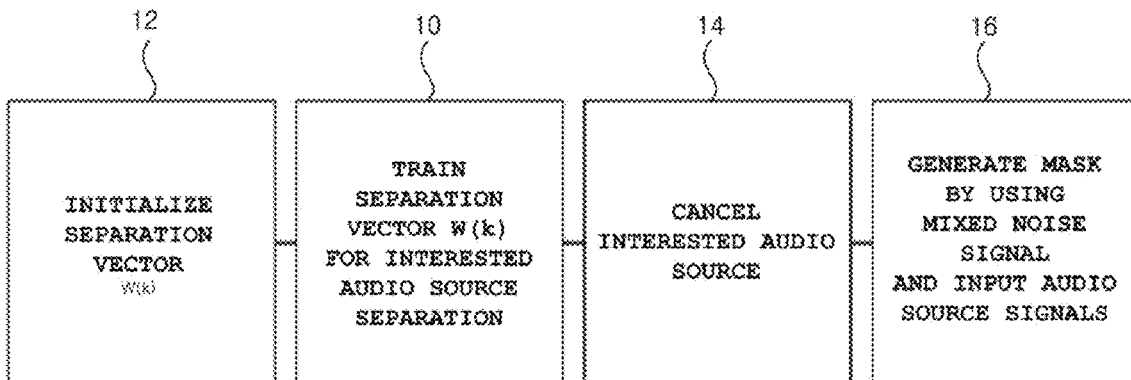 12
10
14
16
INITIALIZE
SEPARATION
VECTOR
W(k)
TRAIN
SEPARATION
VECTOR W(k)
FOR INTERESTED
AUDIO SOURCE
SEPARATION
CANCEL
INTERESTED AUDIO
SOURCE
GENERATE MASK
BY USING
MIXED NOISE
SIGNAL
AND INPUT AUDIO
SOURCE SIGNALS